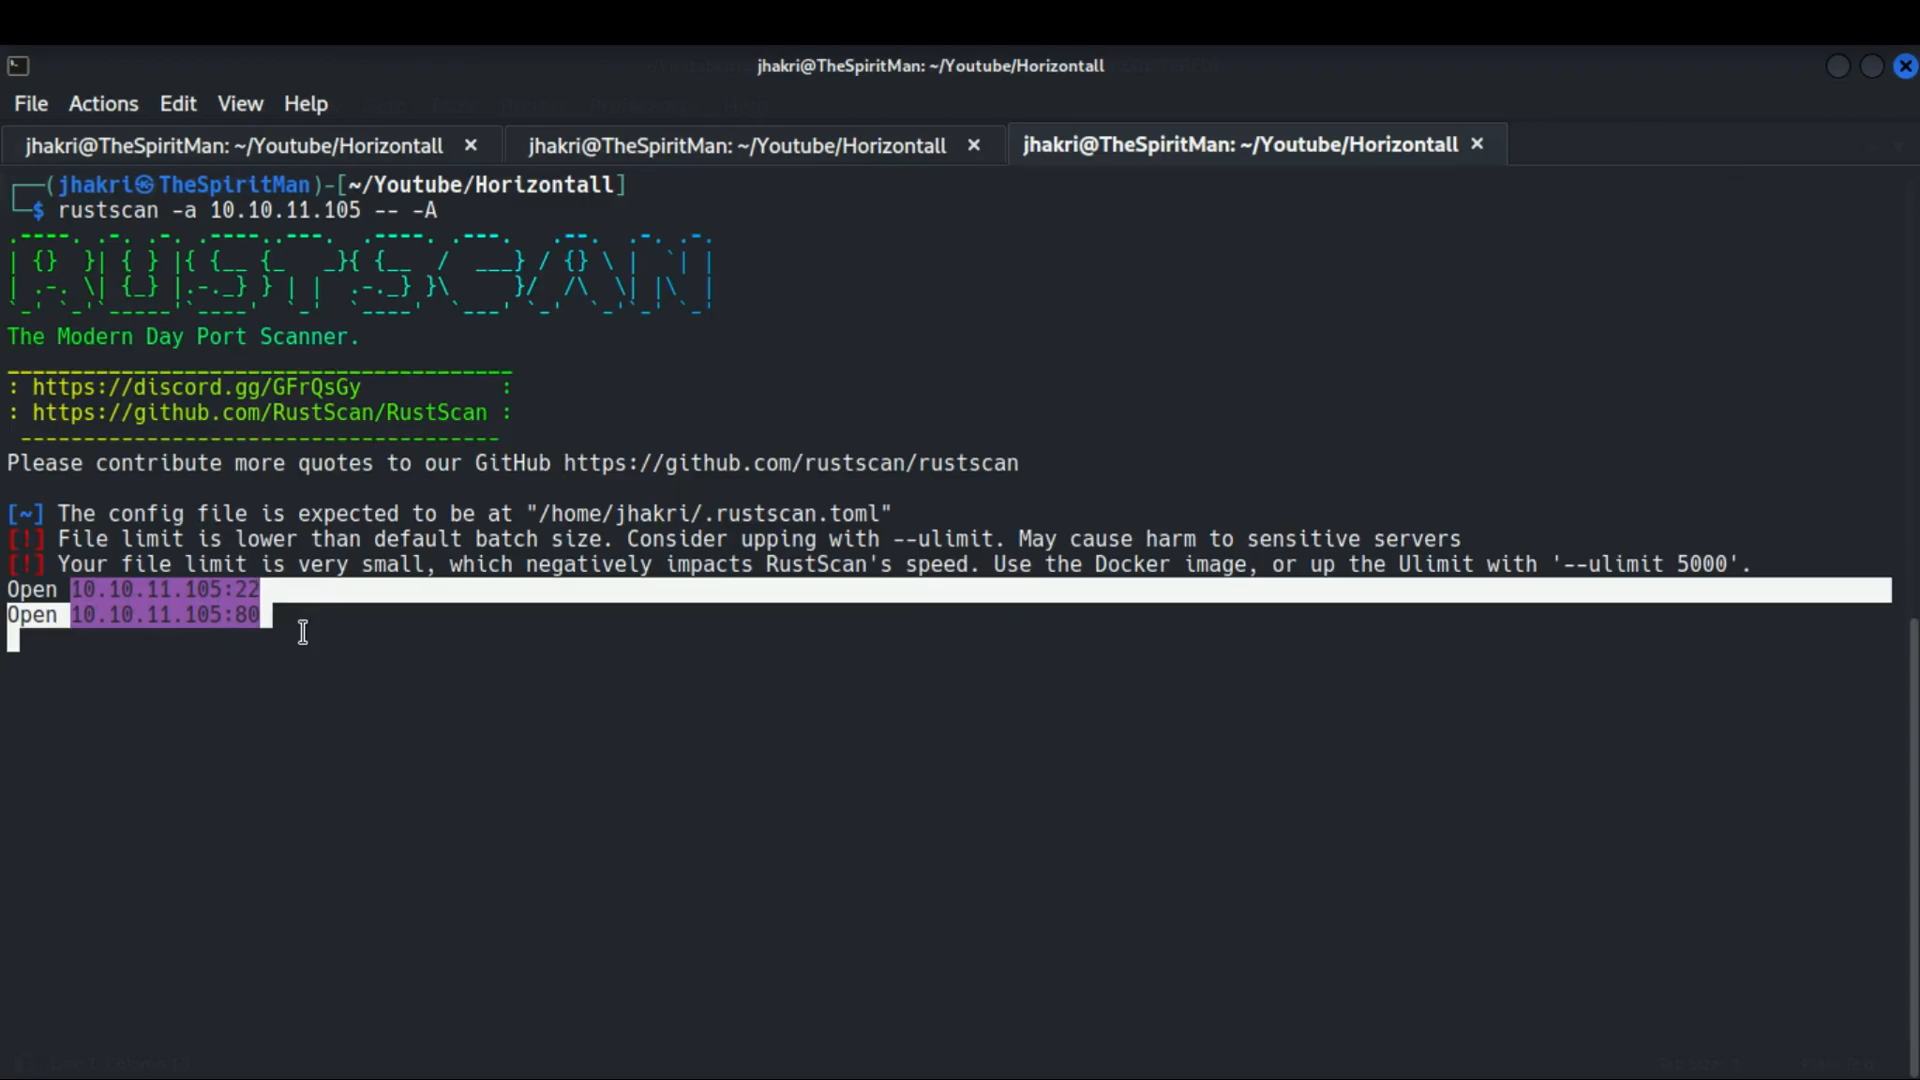 jhakri@TheSpiritMan: ~/Youtube/Horizontall
File Actions Edit View Help
jhakri@TheSpiritMan: ~/Youtube/Horizontall × jhakri@TheSpiritMan: ~/Youtube/Horizontall × jhakri@TheSpiritMan: ~/Youtube/Horizontall ×
┌──(jhakri㉿TheSpiritMan)-[~/Youtube/Horizontall]
└─$ rustscan -a 10.10.11.105 -- -A
RUSTSCAN
The Modern Day Port Scanner.
: https://discord.gg/GFrQsGy :
: https://github.com/RustScan/RustScan :
Please contribute more quotes to our GitHub https://github.com/rustscan/rustscan
[~] The config file is expected to be at "/home/jhakri/.rustscan.toml"
[!] File limit is lower than default batch size. Consider upping with --ulimit. May cause harm to sensitive servers
[!] Your file limit is very small, which negatively impacts RustScan's speed. Use the Docker image, or up the Ulimit with '--ulimit 5000'.
Open 10.10.11.105:22
Open 10.10.11.105:80